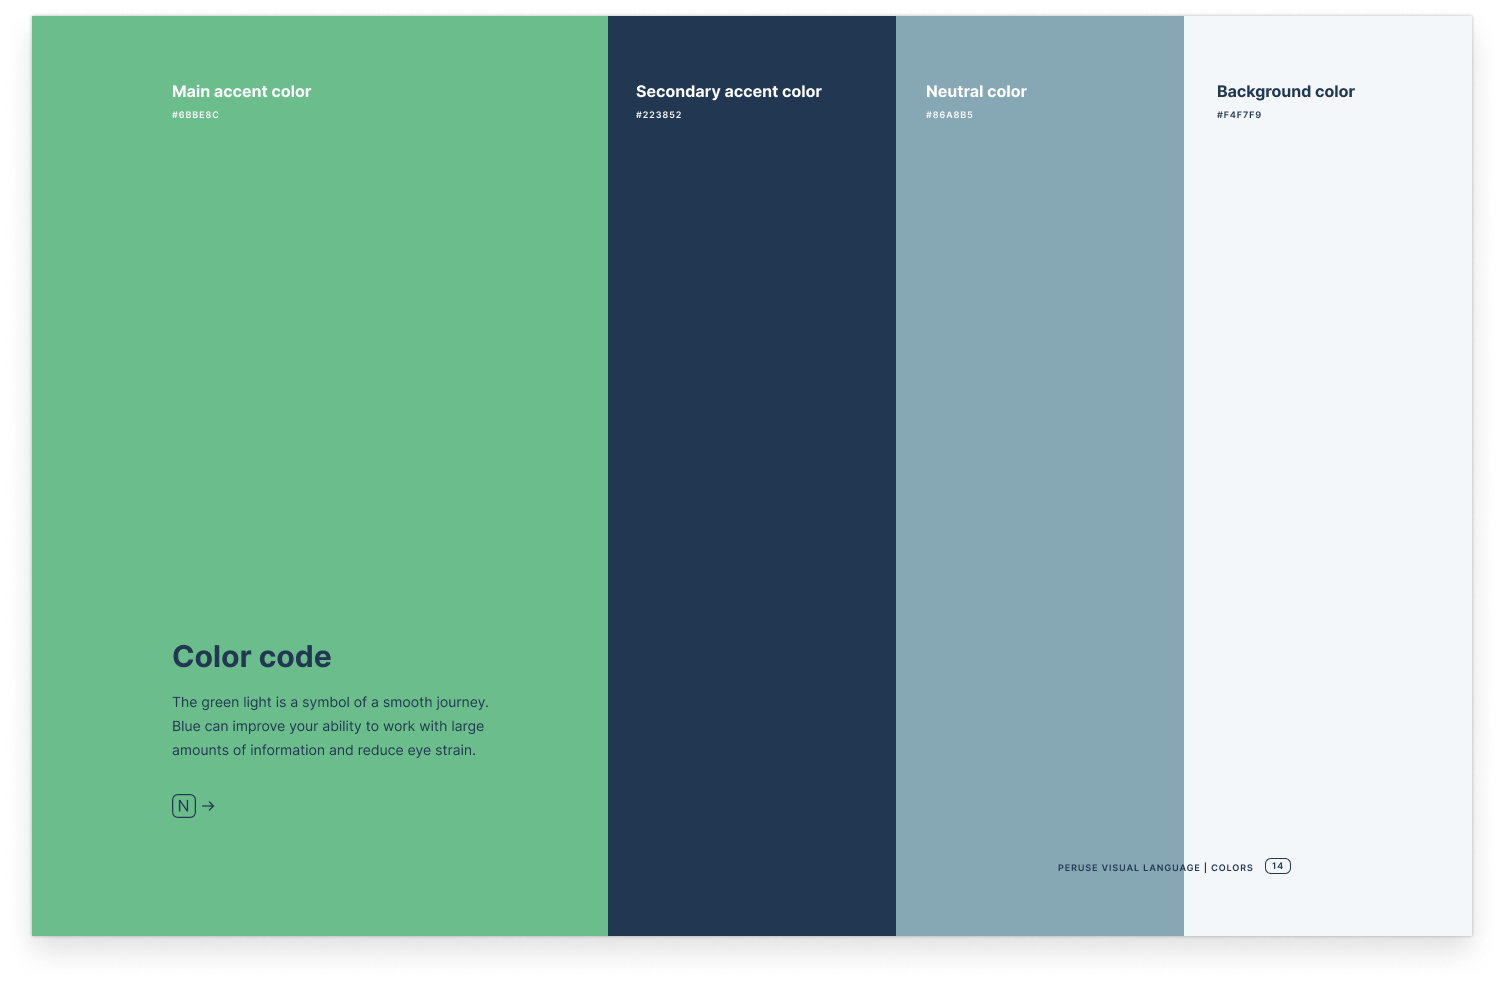 Main accent color
#6BBE8C
Secondary accent color
#223852
Neutral color
#86A8B5
Background color
#F4F7F9
Color code
The green light is a symbol of a smooth journey.
Blue can improve your ability to work with large
amounts of information and reduce eye strain.
N →
PERUSE VISUAL LANGUAGE | COLORS 14